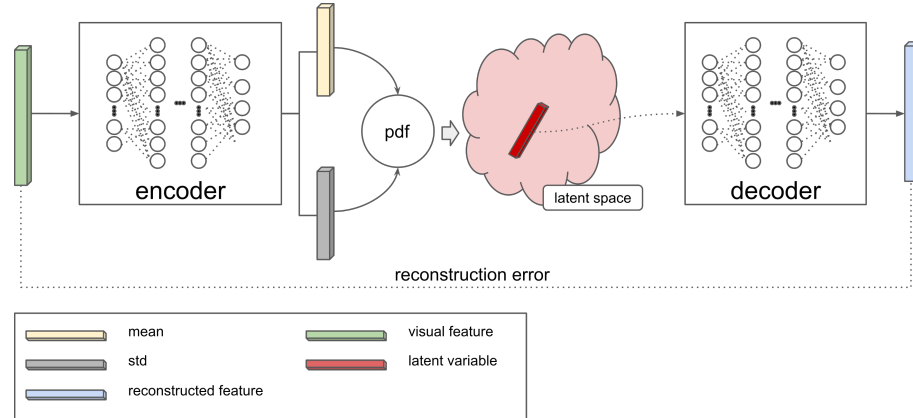 pdf
encoder
latent space
decoder
reconstruction error
mean
visual feature
std
latent variable
reconstructed feature